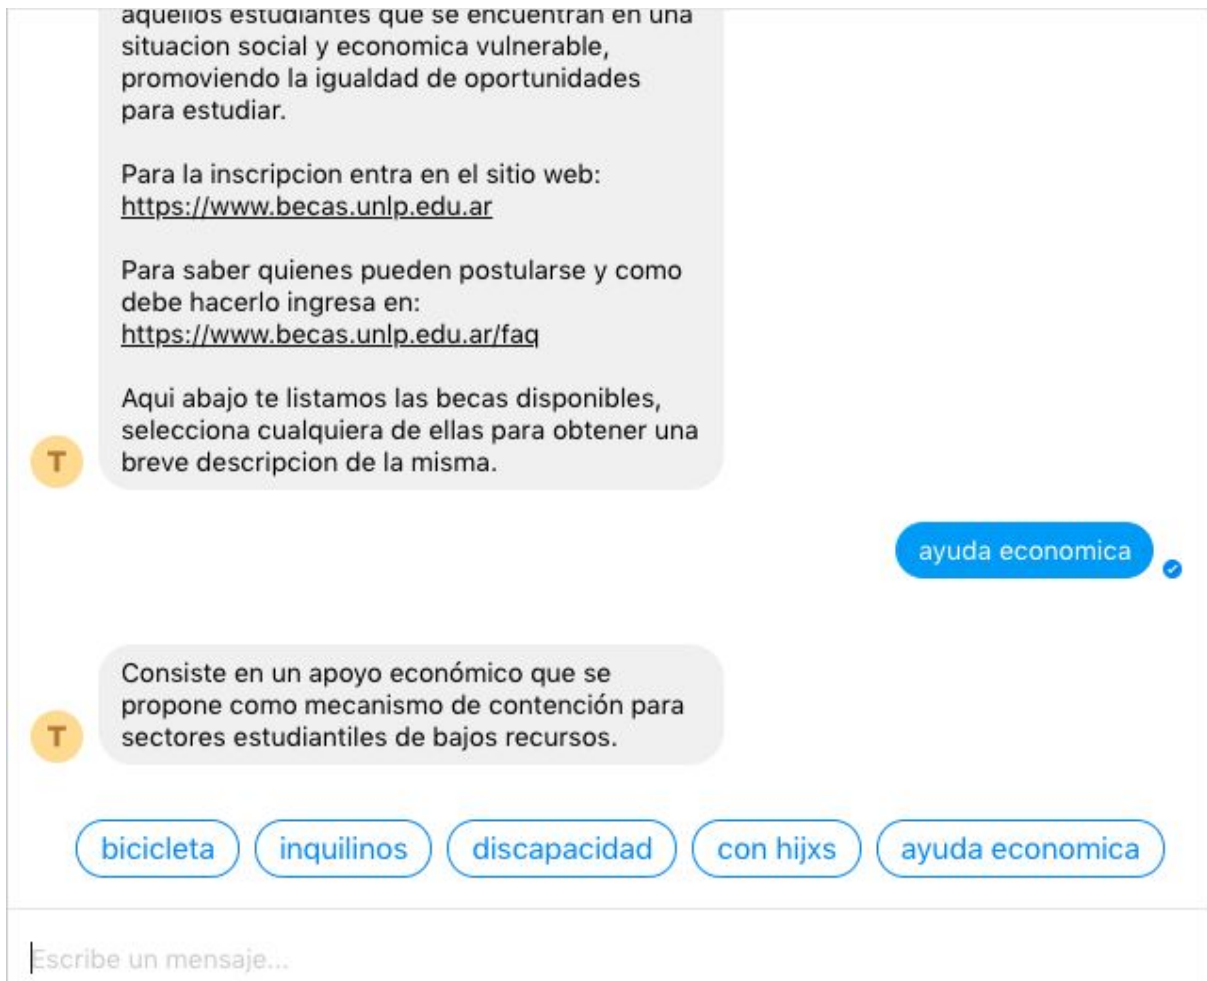 aquellos estudiantes que se encuentran en una
situacion social y economica vulnerable,
promoviendo la igualdad de oportunidades
para estudiar.
Para la inscripcion entra en el sitio web:
https://www.becas.unlp.edu.ar
Para saber quienes pueden postularse y como
debe hacerlo ingresa en:
https://www.becas.unlp.edu.ar/faq
Aqui abajo te listamos las becas disponibles,
selecciona cualquiera de ellas para obtener una
breve descripcion de la misma.
T
ayuda economica
Consiste en un apoyo económico que se
propone como mecanismo de contención para
sectores estudiantiles de bajos recursos.
T
bicicleta inquilinos discapacidad con hijxs ayuda economica
Escribe un mensaje...